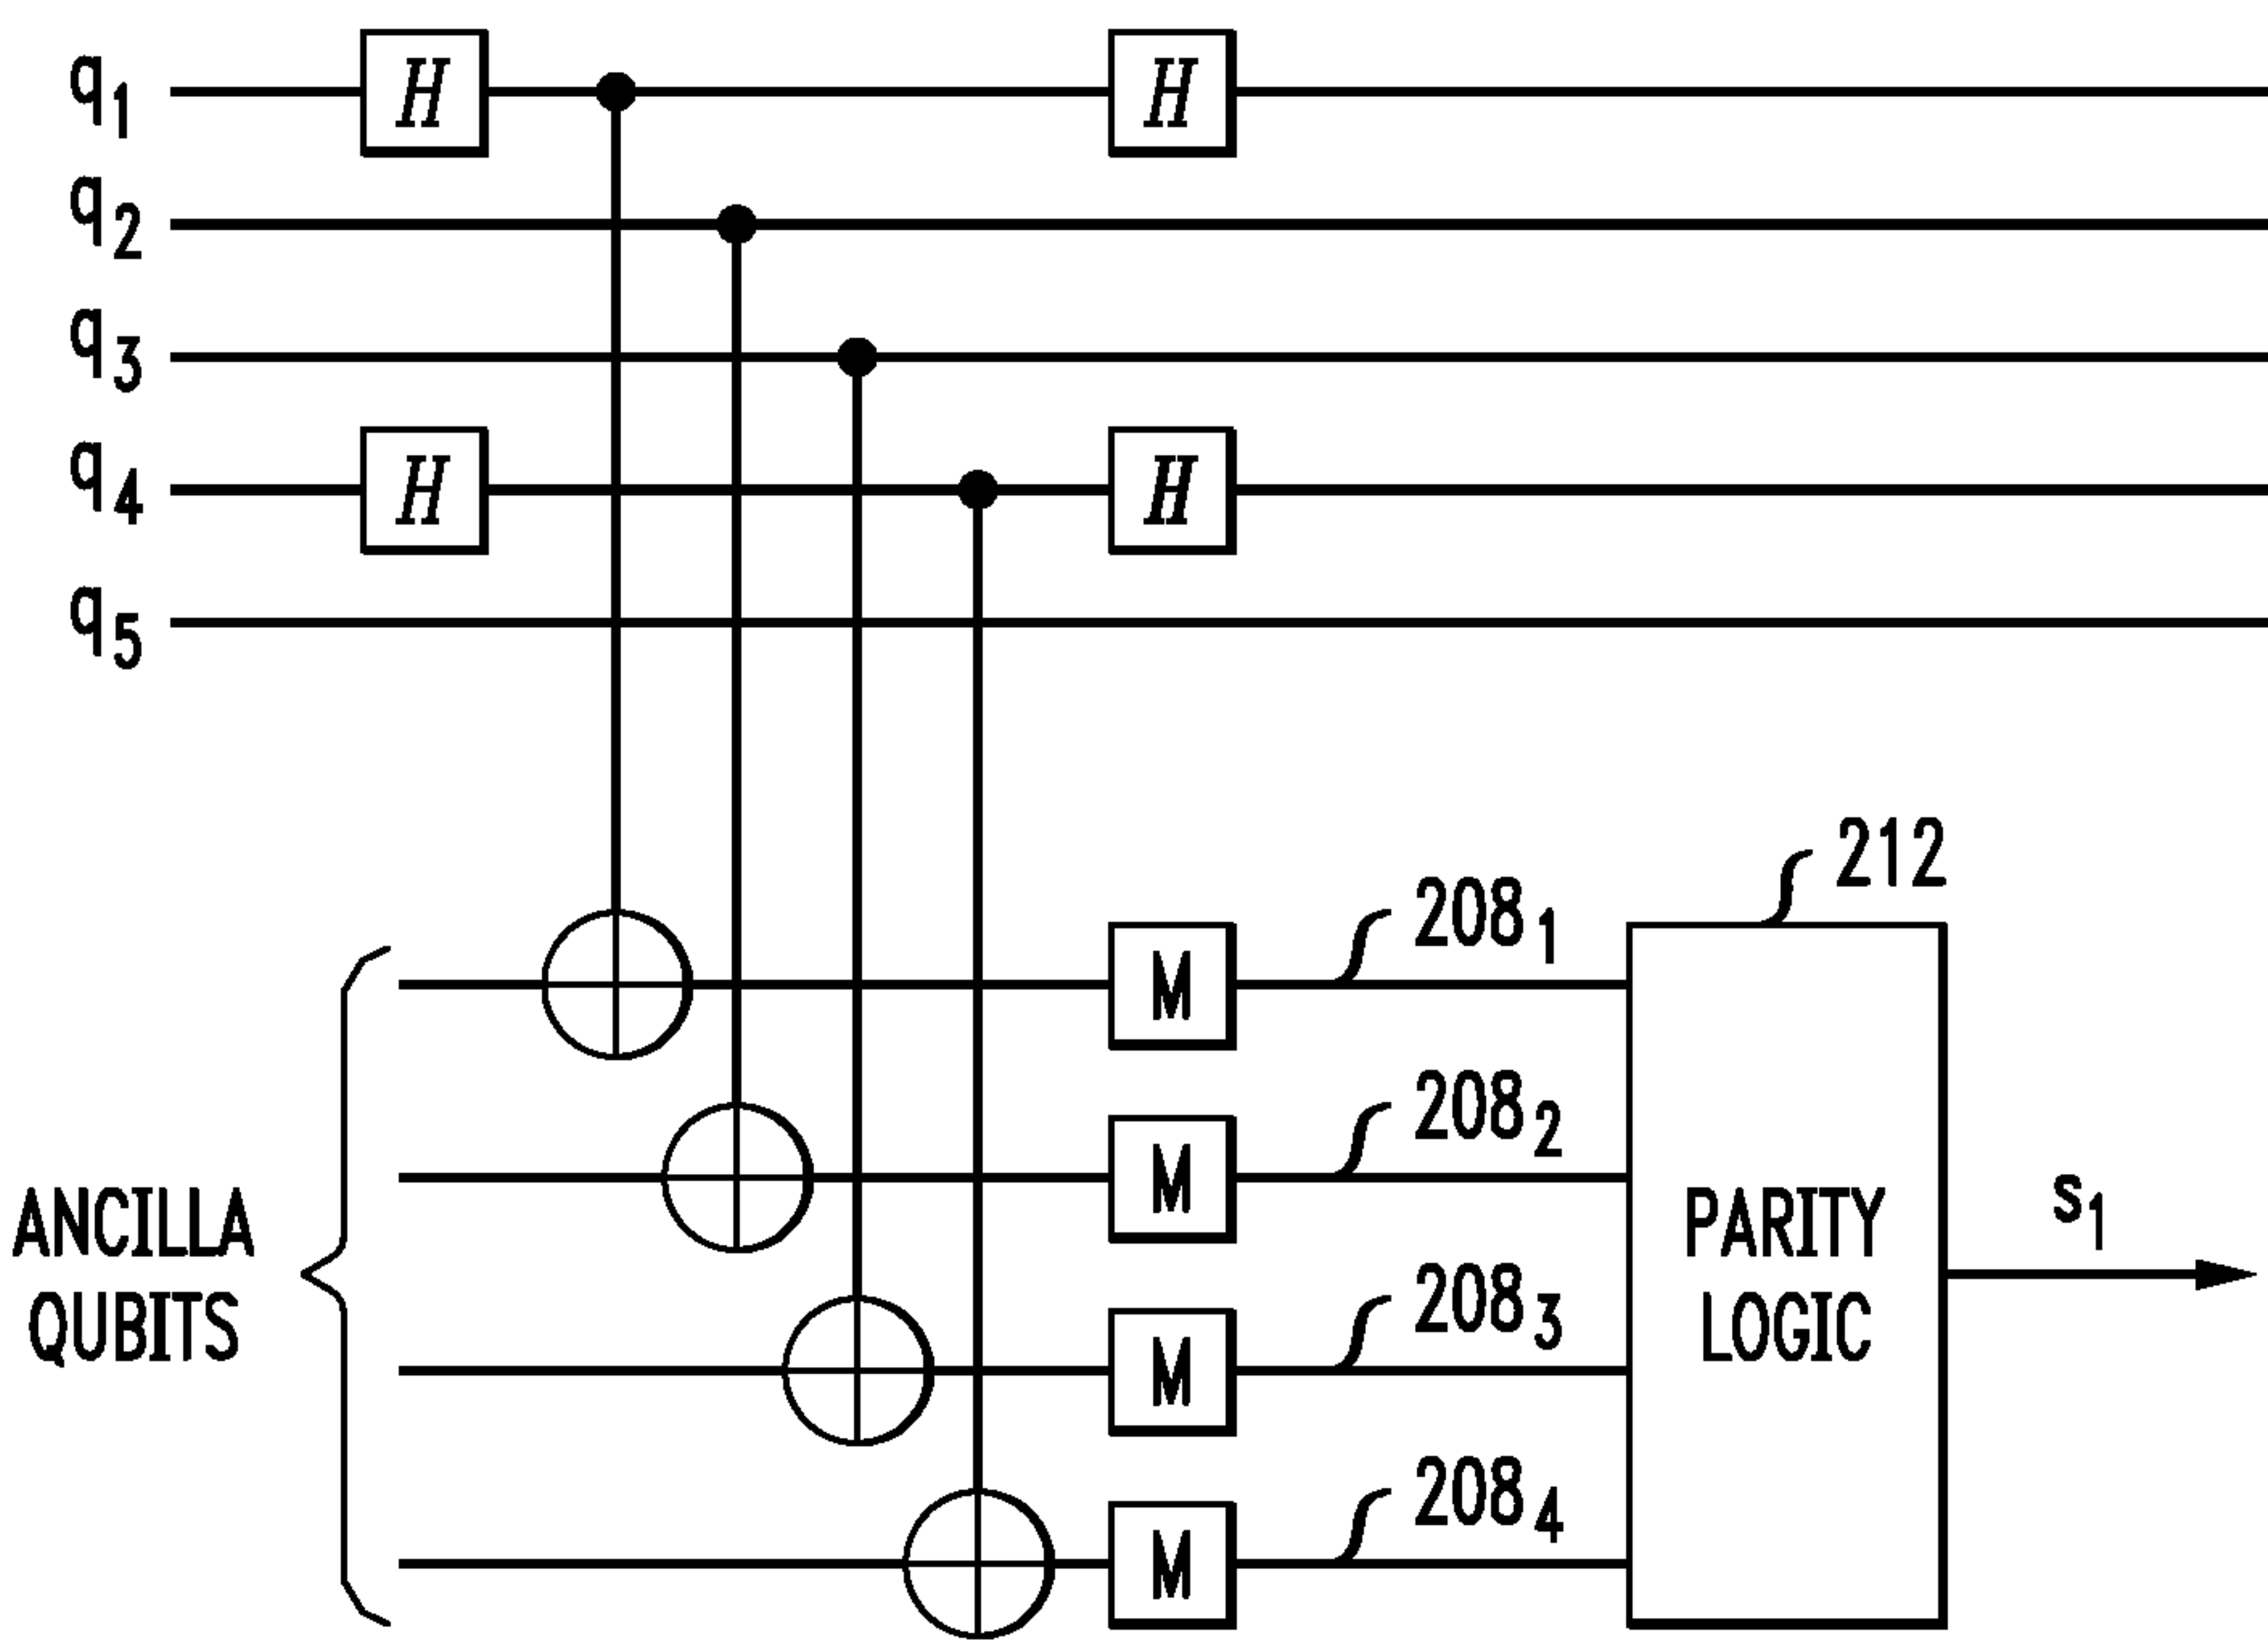 q1
H
H
q2
q3
q4
H
H
q5
212
2081
M
2082
M
2083
M
2084
M
ANCILLA
QUBITS
PARITY
LOGIC
s1